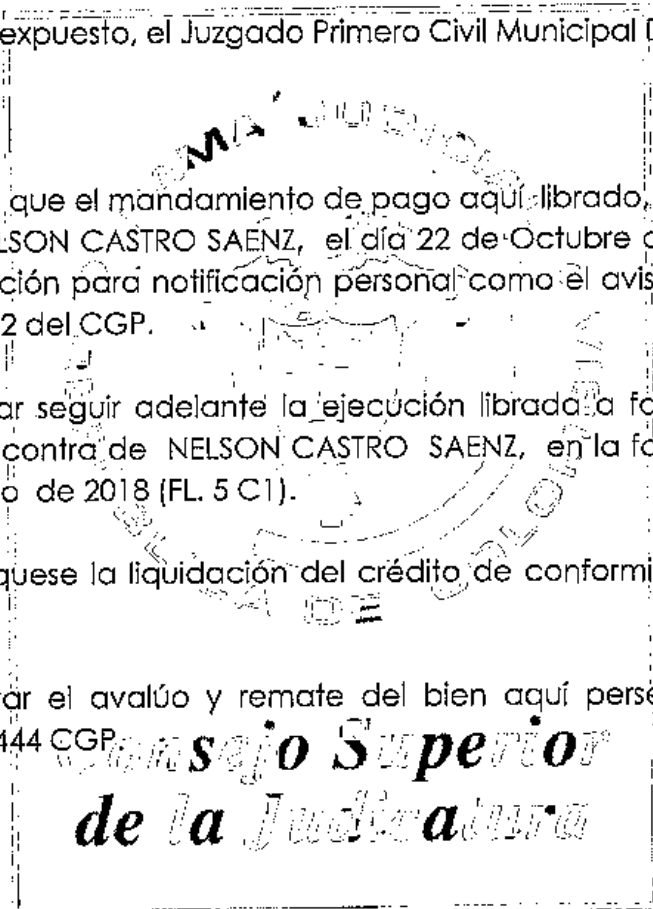 expuesto, el Juzgado Primero Civil Municipal
que el mandamiento de pago aquí librado,
LSON CASTRO SAENZ, el día 22 de Octubre
ción para notificación personal como el avis
2 del CGP.
ar seguir adelante la ejecución librada a fa
contra de NELSON CASTRO SAENZ, en la fo
o de 2018 (FL. 5 C1).
quese la liquidación del crédito de conformi
ar el avalúo y remate del bien aquí perse
444 CGP
Consejo Superior
de la Judicatura